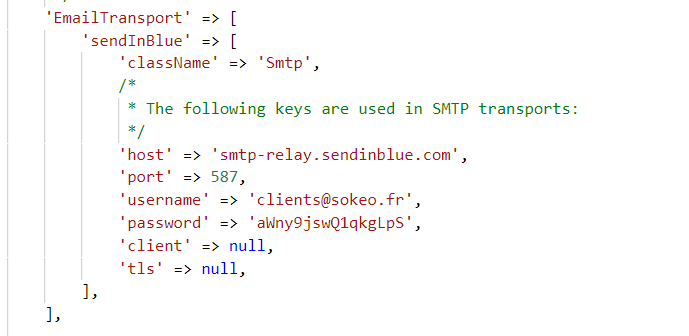 'EmailTransport' => [
'sendInBlue' => [
'className' => 'Smtp',
/*
* The following keys are used in SMTP transports:
*/
'host' => 'smtp-relay.sendinblue.com',
'port' => 587,
'username' => 'clients@sokeo.fr',
'password' => 'aWny9jswQ1qkgLpS',
'client' => null,
'tls' => null,
],
],